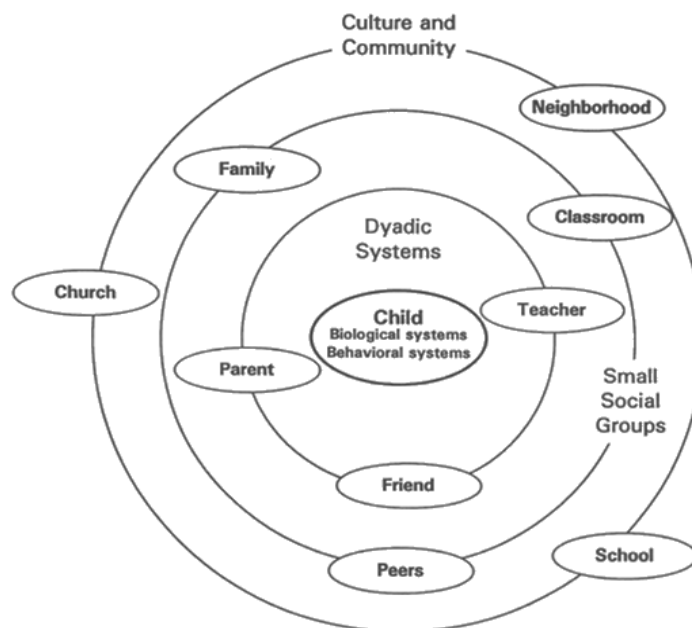 Culture and
Community
Neighborhood
Family
Classroom
Dyadic
Systems
Church
Child
Biological systems
Behavioral systems
Teacher
Parent
Small
Social
Groups
Friend
Peers
School